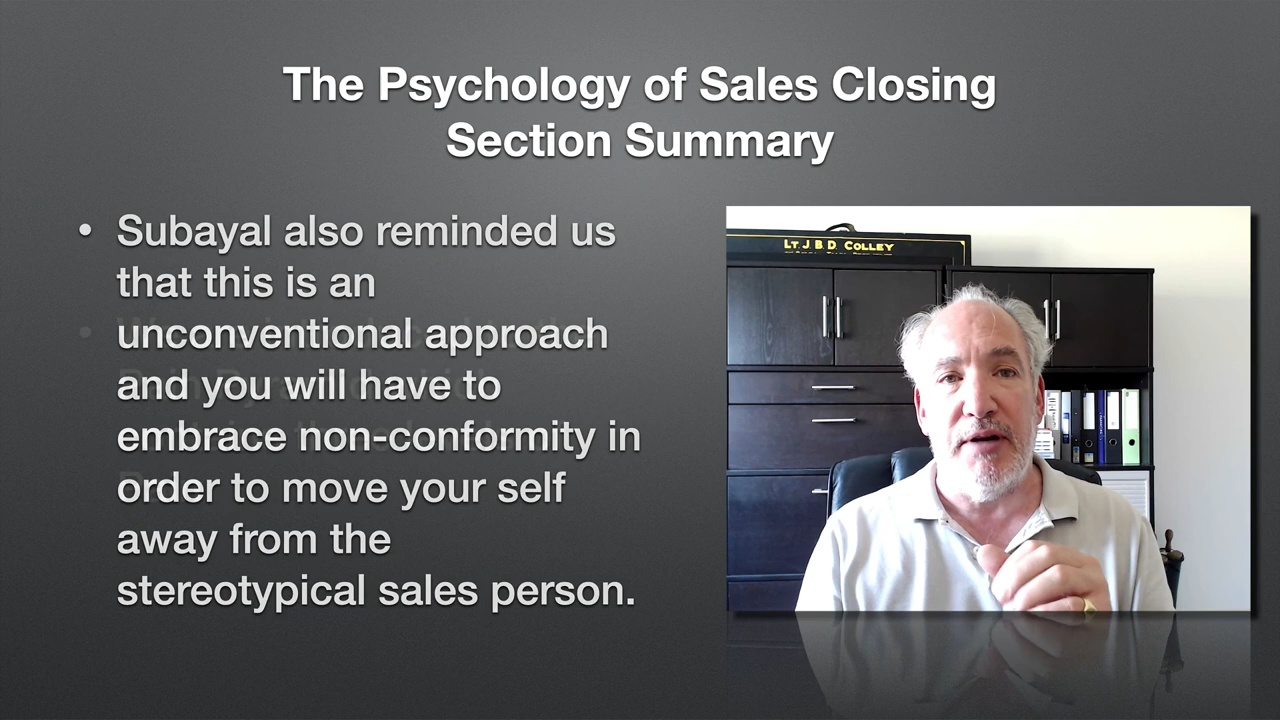 The Psychology of Sales Closing
Section Summary
• Subayal also reminded us
that this is an
unconventional approach
and you will have to
embrace non-conformity in
order to move your self
away from the
stereotypical sales person.
LT. J. B. D. COLLEY